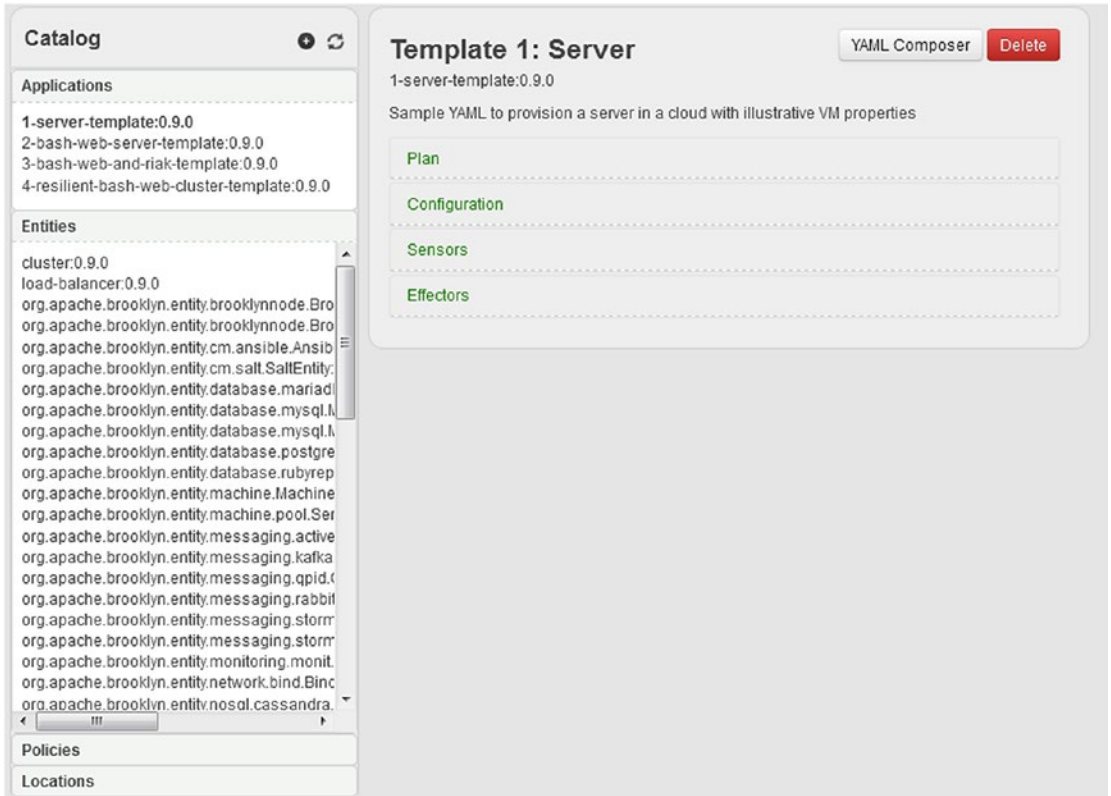 Catalog
Applications
1-server-template:0.9.0
2-bash-web-server-template:0.9.0
3-bash-web-and-riak-template:0.9.0
4-resilient-bash-web-cluster-template:0.9.0
Entities
cluster:0.9.0
load-balancer:0.9.0
org.apache.brooklyn.entity.brooklynnode.Bro
org.apache.brooklyn.entity.brooklynnode.Bro
org.apache.brooklyn.entity.cm.ansible.Ansib
org.apache.brooklyn.entity.cm.salt.SaltEntity:
org.apache.brooklyn.entity.database.mariad
org.apache.brooklyn.entity.database.mysql.M
org.apache.brooklyn.entity.database.mysql.M
org.apache.brooklyn.entity.database.postgre
org.apache.brooklyn.entity.database.rubyrep
org.apache.brooklyn.entity.machine.Machine
org.apache.brooklyn.entity.machine.pool.Ser
org.apache.brooklyn.entity.messaging.active
org.apache.brooklyn.entity.messaging.kafka
org.apache.brooklyn.entity.messaging.qpid.
org.apache.brooklyn.entity.messaging.rabbit
org.apache.brooklyn.entity.messaging.storm
org.apache.brooklyn.entity.messaging.storm
org.apache.brooklyn.entity.monitoring.monit.
org.apache.brooklyn.entity.network.bind.Bind
org.apache.brooklyn.entity.nosql.cassandra.
Policies
Locations
Template 1: Server
YAML Composer
Delete
1-server-template:0.9.0
Sample YAML to provision a server in a cloud with illustrative VM properties
Plan
Configuration
Sensors
Effectors